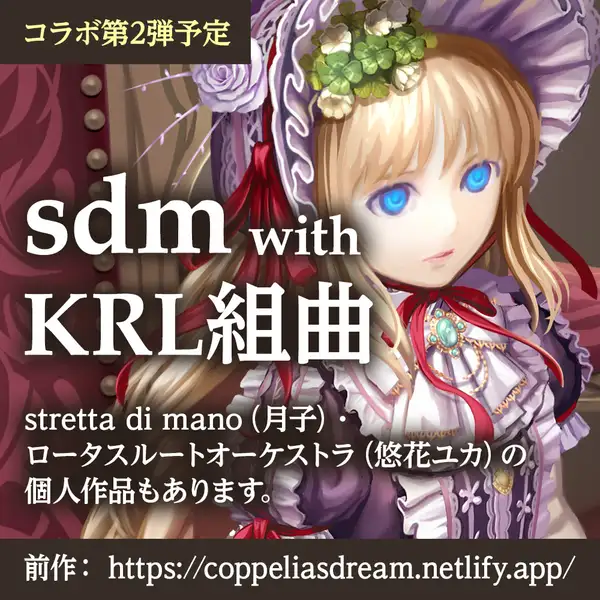 コラボ第2弾予定
sdm with
KRL組曲
stretta di mano (月子)・
ロータスルートオーケストラ (悠花ユカ) の
個人作品もあります。
前作： https://coppeliasdream.netlify.app/